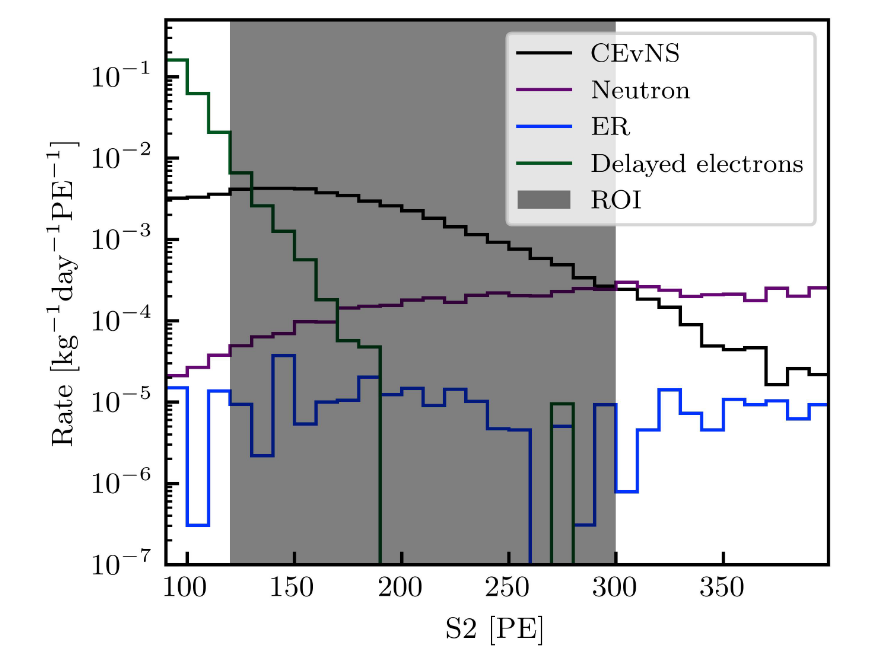 CEvNS
Neutron
ER
Delayed electrons
ROI
10⁻¹
10⁻²
10⁻³
10⁻⁴
10⁻⁵
10⁻⁶
10⁻⁷
Rate [kg⁻¹day⁻¹PE⁻¹]
100 150 200 250 300 350
S2 [PE]